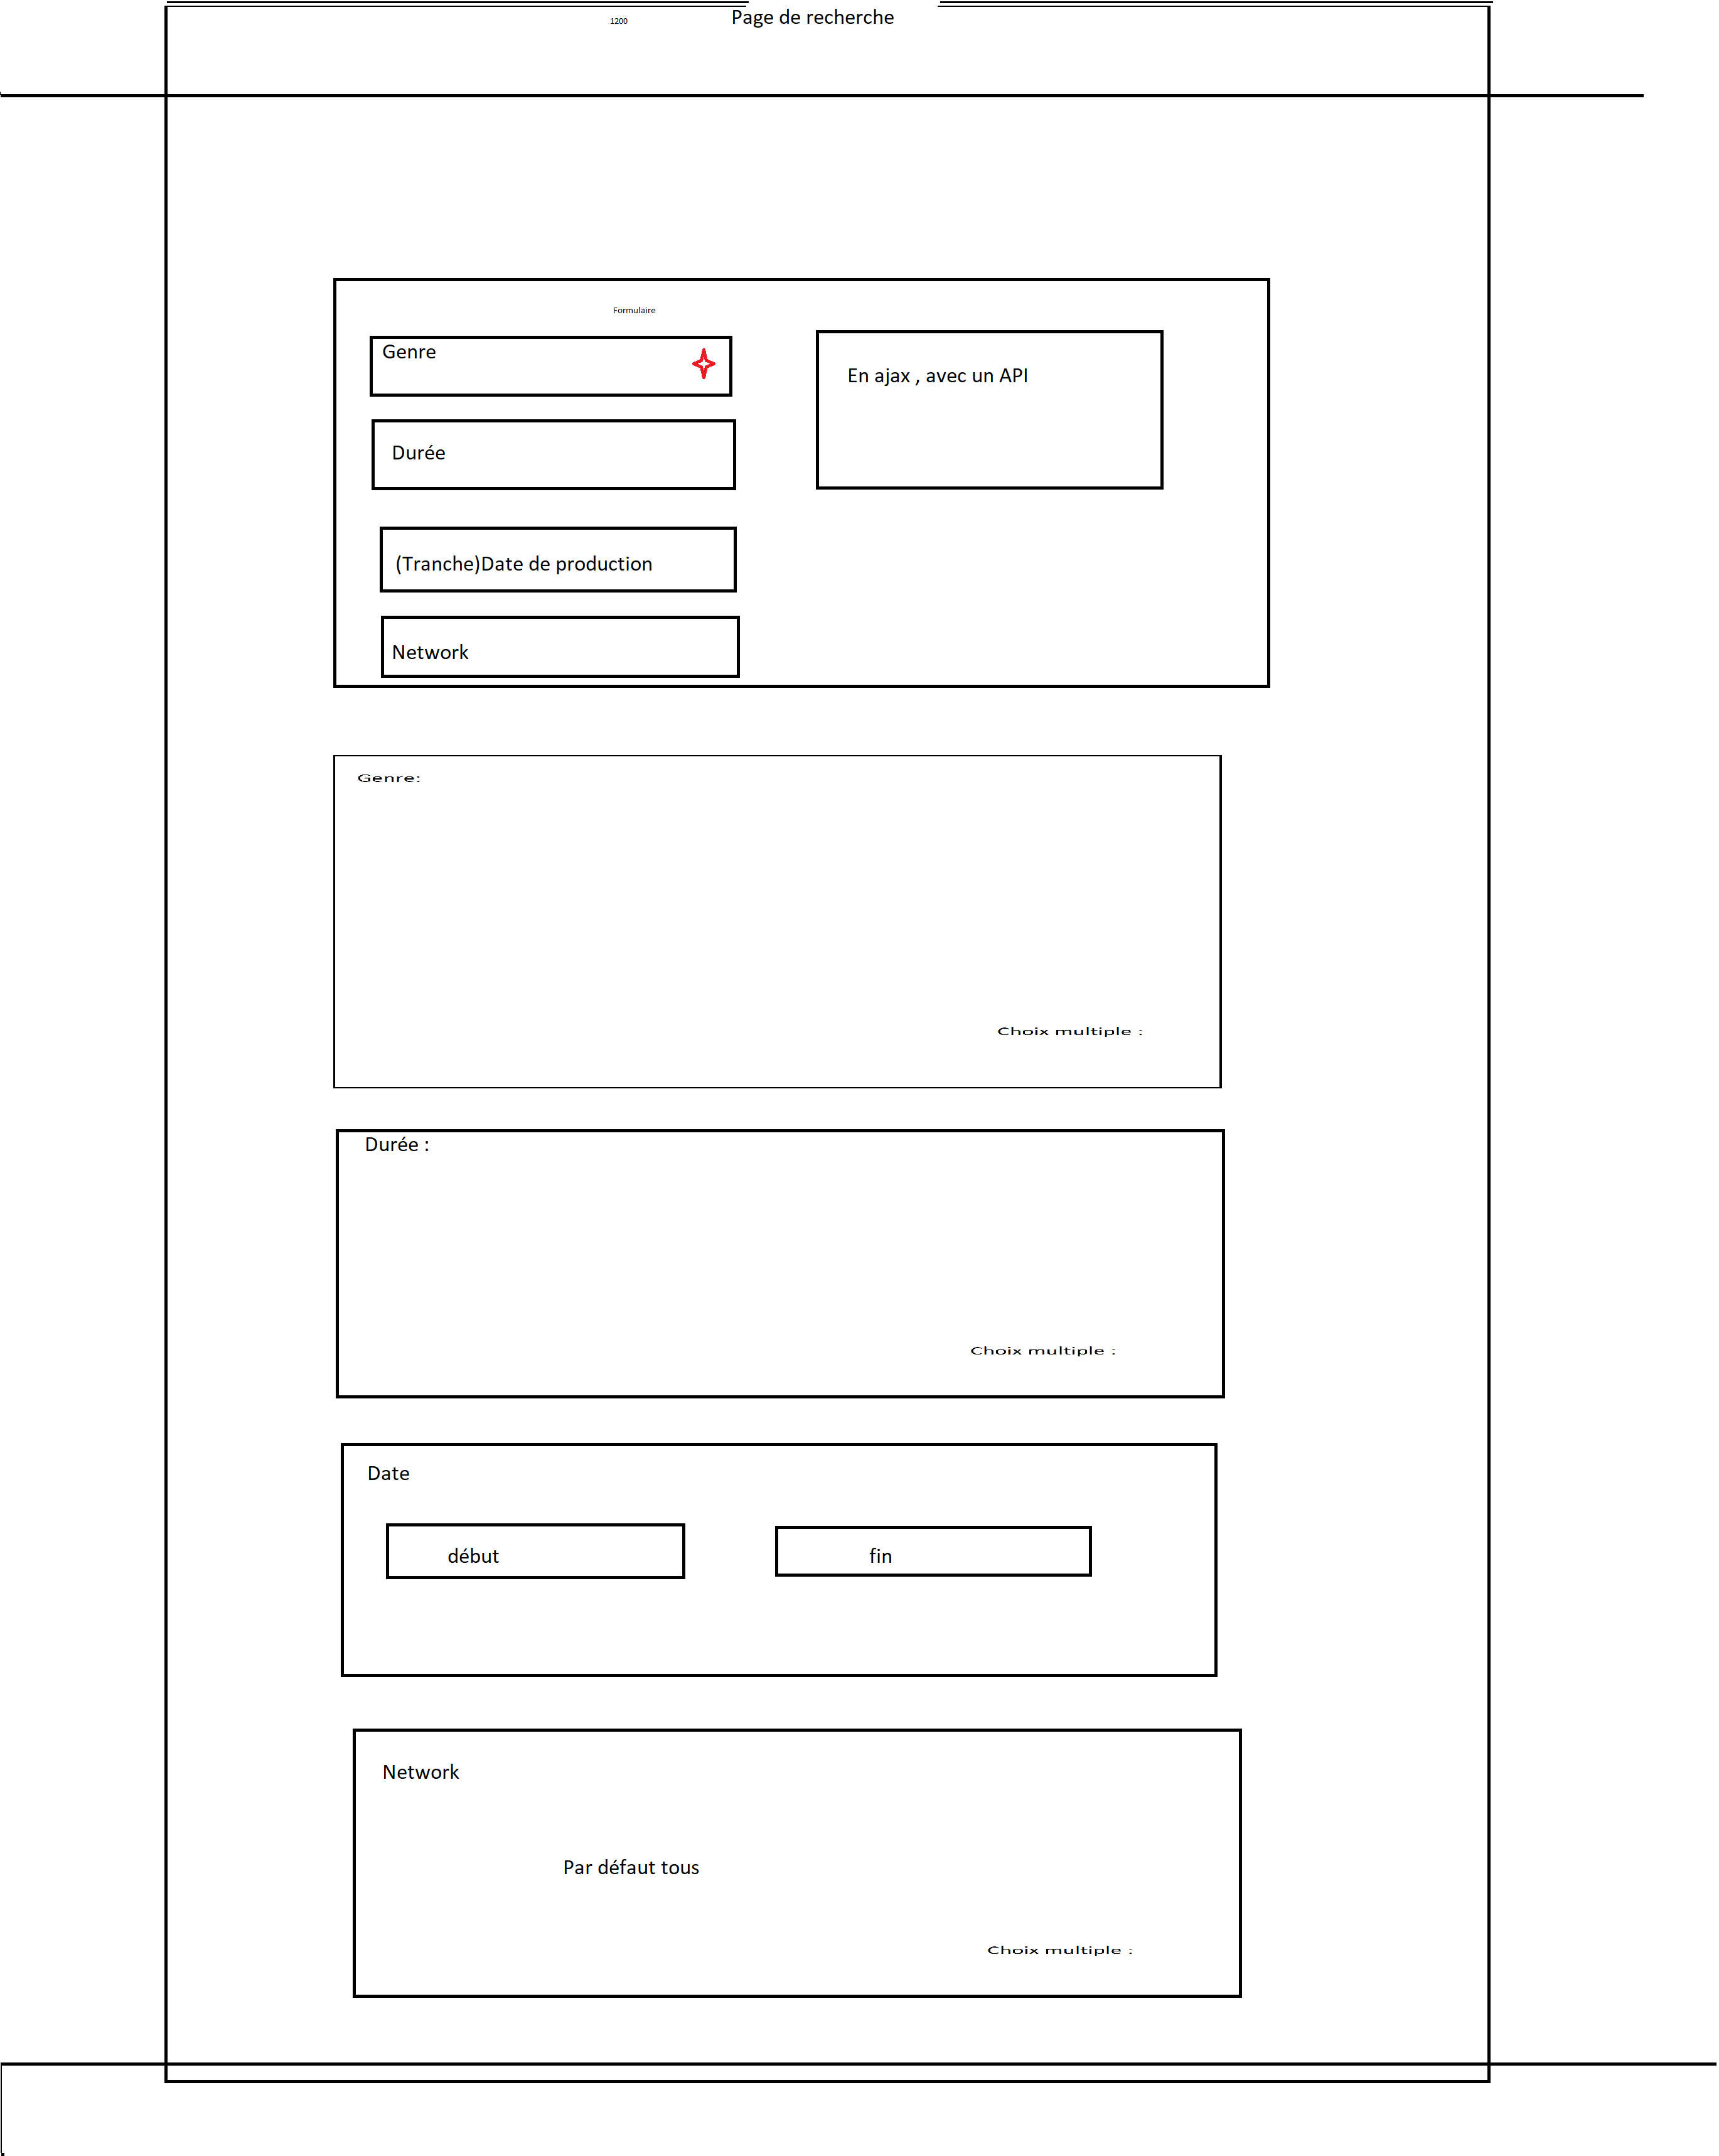 1200
Page de recherche
Formulaire
Genre
En ajax , avec un API
Durée
(Tranche)Date de production
Network
Genre:
Choix multiple :
Durée :
Choix multiple :
Date
début
fin
Network
Par défaut tous
Choix multiple :